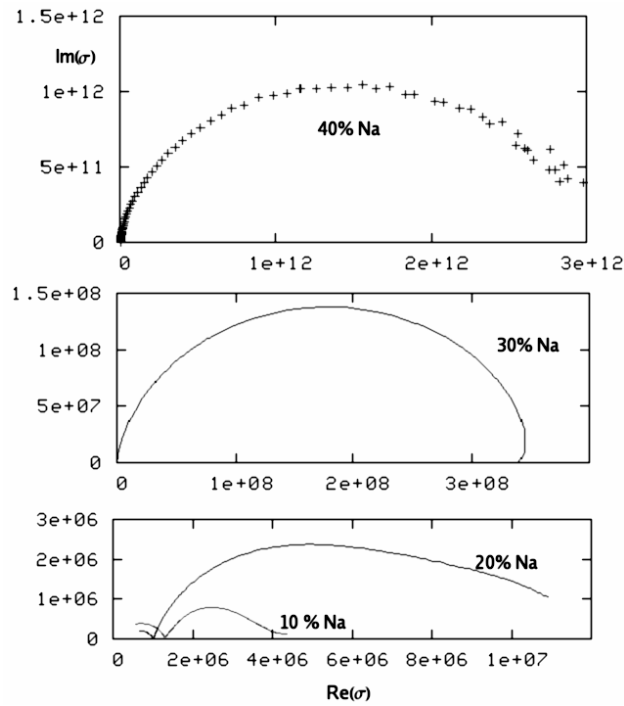 1.5e+12
Im(σ)
1e+12
40% Na
5e+11
0
0 1e+12 2e+12 3e+12
1.5e+08
1e+08
30% Na
5e+07
0
0 1e+08 2e+08 3e+08
3e+06
2e+06
20% Na
1e+06
10 % Na
0
0 2e+06 4e+06 6e+06 8e+06 1e+07
Re(σ)